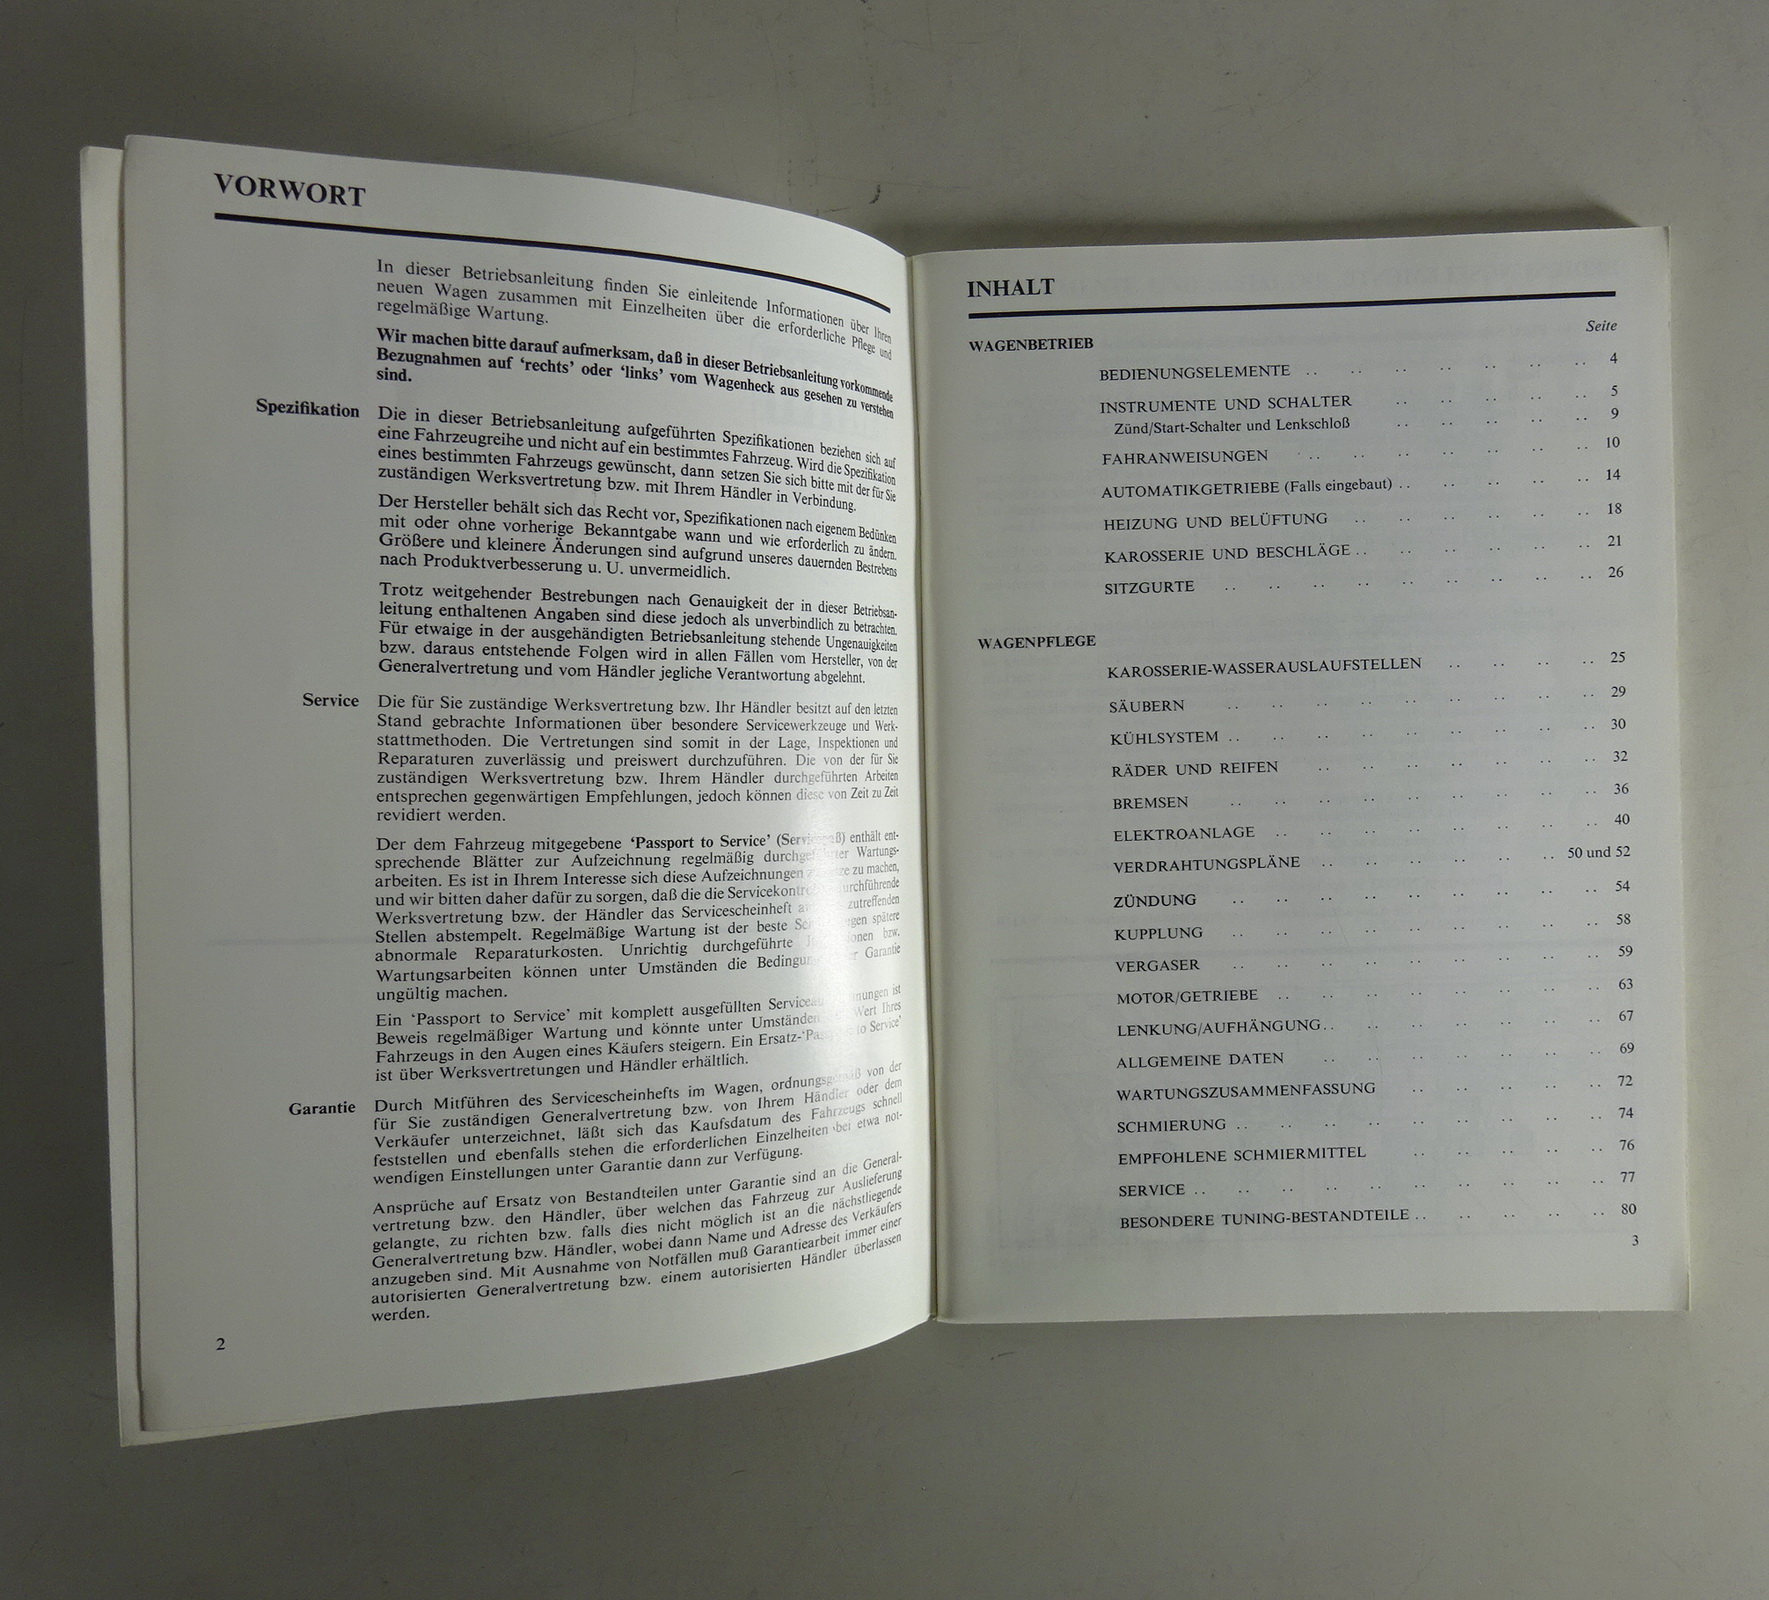 VORWORT
In dieser Betriebsanleitung finden Sie einleitende Informationen über Ihren
neuen Wagen zusammen mit Einzelheiten über die erforderliche Pflege und
regelmäßige Wartung.
Wir machen bitte darauf aufmerksam, daß in dieser Betriebsanleitung vorkommende
Bezugnahmen auf ‘rechts’ oder ‘links’ vom Wagenheck aus gesehen zu verstehen
sind.
Spezifikation Die in dieser Betriebsanleitung aufgeführten Spezifikationen beziehen sich auf
eine Fahrzeugreihe und nicht auf ein bestimmtes Fahrzeug. Wird die Spezifikation
eines bestimmten Fahrzeugs gewünscht, dann setzen Sie sich bitte mit der für Sie
zuständigen Werksvertretung bzw. mit Ihrem Händler in Verbindung.
Der Hersteller behält sich das Recht vor, Spezifikationen nach eigenem Bedünken
mit oder ohne vorherige Bekanntgabe wann und wie erforderlich zu ändern.
Größere und kleinere Änderungen sind aufgrund unseres dauernden Bestrebens
nach Produktverbesserung u. U. unvermeidlich.
Trotz weitgehender Bestrebungen nach Genauigkeit der in dieser Betriebsan-
leitung enthaltenen Angaben sind diese jedoch als unverbindlich zu betrachten.
Für etwaige in der ausgehändigten Betriebsanleitung stehende Ungenauigkeiten
bzw. daraus entstehende Folgen wird in allen Fällen vom Hersteller, von der
Generalvertretung und vom Händler jegliche Verantwortung abgelehnt.
Service Die für Sie zuständige Werksvertretung bzw. Ihr Händler besitzt auf den letzten
Stand gebrachte Informationen über besondere Servicewerkzeuge und Werk-
stattmethoden. Die Vertretungen sind somit in der Lage, Inspektionen und
Reparaturen zuverlässig und preiswert durchzuführen. Die von der für Sie
zuständigen Werksvertretung bzw. Ihrem Händler durchgeführten Arbeiten
entsprechen gegenwärtigen Empfehlungen, jedoch können diese von Zeit zu Zeit
revidiert werden.
Der dem Fahrzeug mitgegebene ‘Passport to Service’ enthält ent-
sprechende Blätter zur Aufzeichnung regelmäßig durchgeführter Wartungs-
arbeiten. Es ist in Ihrem Interesse sich diese Aufzeichnungen zu machen,
und wir bitten daher dafür zu sorgen, daß die die durchführende
Werksvertretung bzw. der Händler das Servicescheinheft zutreffenden
Stellen abstempelt. Regelmäßige Wartung ist der beste gegen spätere
abnormale Reparaturkosten. Unrichtig durchgeführte bzw.
Wartungsarbeiten können unter Umständen die Garantie
ungültig machen.
Ein ‘Passport to Service’ mit komplett ausgefüllten ist
Beweis regelmäßiger Wartung und könnte unter Umständen Wert Ihres
Fahrzeugs in den Augen eines Käufers steigern. Ein Ersatz-‘Passport to Service’
ist über Werksvertretungen und Händler erhältlich.
Garantie Durch Mitführen des Servicescheinhefts im Wagen, ordnungsgemäß von der
für Sie zuständigen Generalvertretung bzw. von Ihrem Händler oder dem
Verkäufer unterzeichnet, läßt sich das Kaufsdatum des Fahrzeugs schnell
feststellen und ebenfalls stehen die erforderlichen Einzelheiten bei etwa not-
wendigen Einstellungen unter Garantie dann zur Verfügung.
Ansprüche auf Ersatz von Bestandteilen unter Garantie sind an die General-
vertretung bzw. den Händler, über welchen das Fahrzeug zur Auslieferung
gelangte, zu richten bzw. falls dies nicht möglich ist an die nächstliegende
Generalvertretung bzw. Händler, wobei dann Name und Adresse des Verkäufers
anzugeben sind. Mit Ausnahme von Notfällen muß Garantiearbeit immer einer
autorisierten Generalvertretung bzw. einem autorisierten Händler überlassen
werden.
2
INHALT
Seite
WAGENBETRIEB
BEDIENUNGSELEMENTE .. .. .. .. .. .. .. 4
INSTRUMENTE UND SCHALTER .. .. .. .. .. 5
Zünd/Start-Schalter und Lenkschloß .. .. .. .. .. 9
FAHRANWEISUNGEN .. .. .. .. .. .. .. 10
AUTOMATIKGETRIEBE (Falls eingebaut) .. .. .. .. .. 14
HEIZUNG UND BELÜFTUNG .. .. .. .. .. .. 18
KAROSSERIE UND BESCHLÄGE .. .. .. .. .. .. 21
SITZGURTE .. .. .. .. .. .. .. .. .. 26
WAGENPFLEGE
KAROSSERIE-WASSERAUSLAUFSTELLEN .. .. .. .. 25
SÄUBERN .. .. .. .. .. .. .. .. .. 29
KÜHLSYSTEM .. .. .. .. .. .. .. .. .. 30
RÄDER UND REIFEN .. .. .. .. .. .. .. 32
BREMSEN .. .. .. .. .. .. .. .. .. 36
ELEKTROANLAGE .. .. .. .. .. .. .. .. 40
VERDRAHTUNGSPLÄNE .. .. .. .. .. .. 50 und 52
ZÜNDUNG .. .. .. .. .. .. .. .. .. 54
KUPPLUNG .. .. .. .. .. .. .. .. .. 58
VERGASER .. .. .. .. .. .. .. .. .. 59
MOTOR/GETRIEBE .. .. .. .. .. .. .. .. 63
LENKUNG/AUFHÄNGUNG .. .. .. .. .. .. .. 67
ALLGEMEINE DATEN .. .. .. .. .. .. .. 69
WARTUNGSZUSAMMENFASSUNG .. .. .. .. .. 72
SCHMIERUNG .. .. .. .. .. .. .. .. .. 74
EMPFOHLENE SCHMIERMITTEL .. .. .. .. .. 76
SERVICE .. .. .. .. .. .. .. .. .. .. 77
BESONDERE TUNING-BESTANDTEILE .. .. .. .. .. 80
3